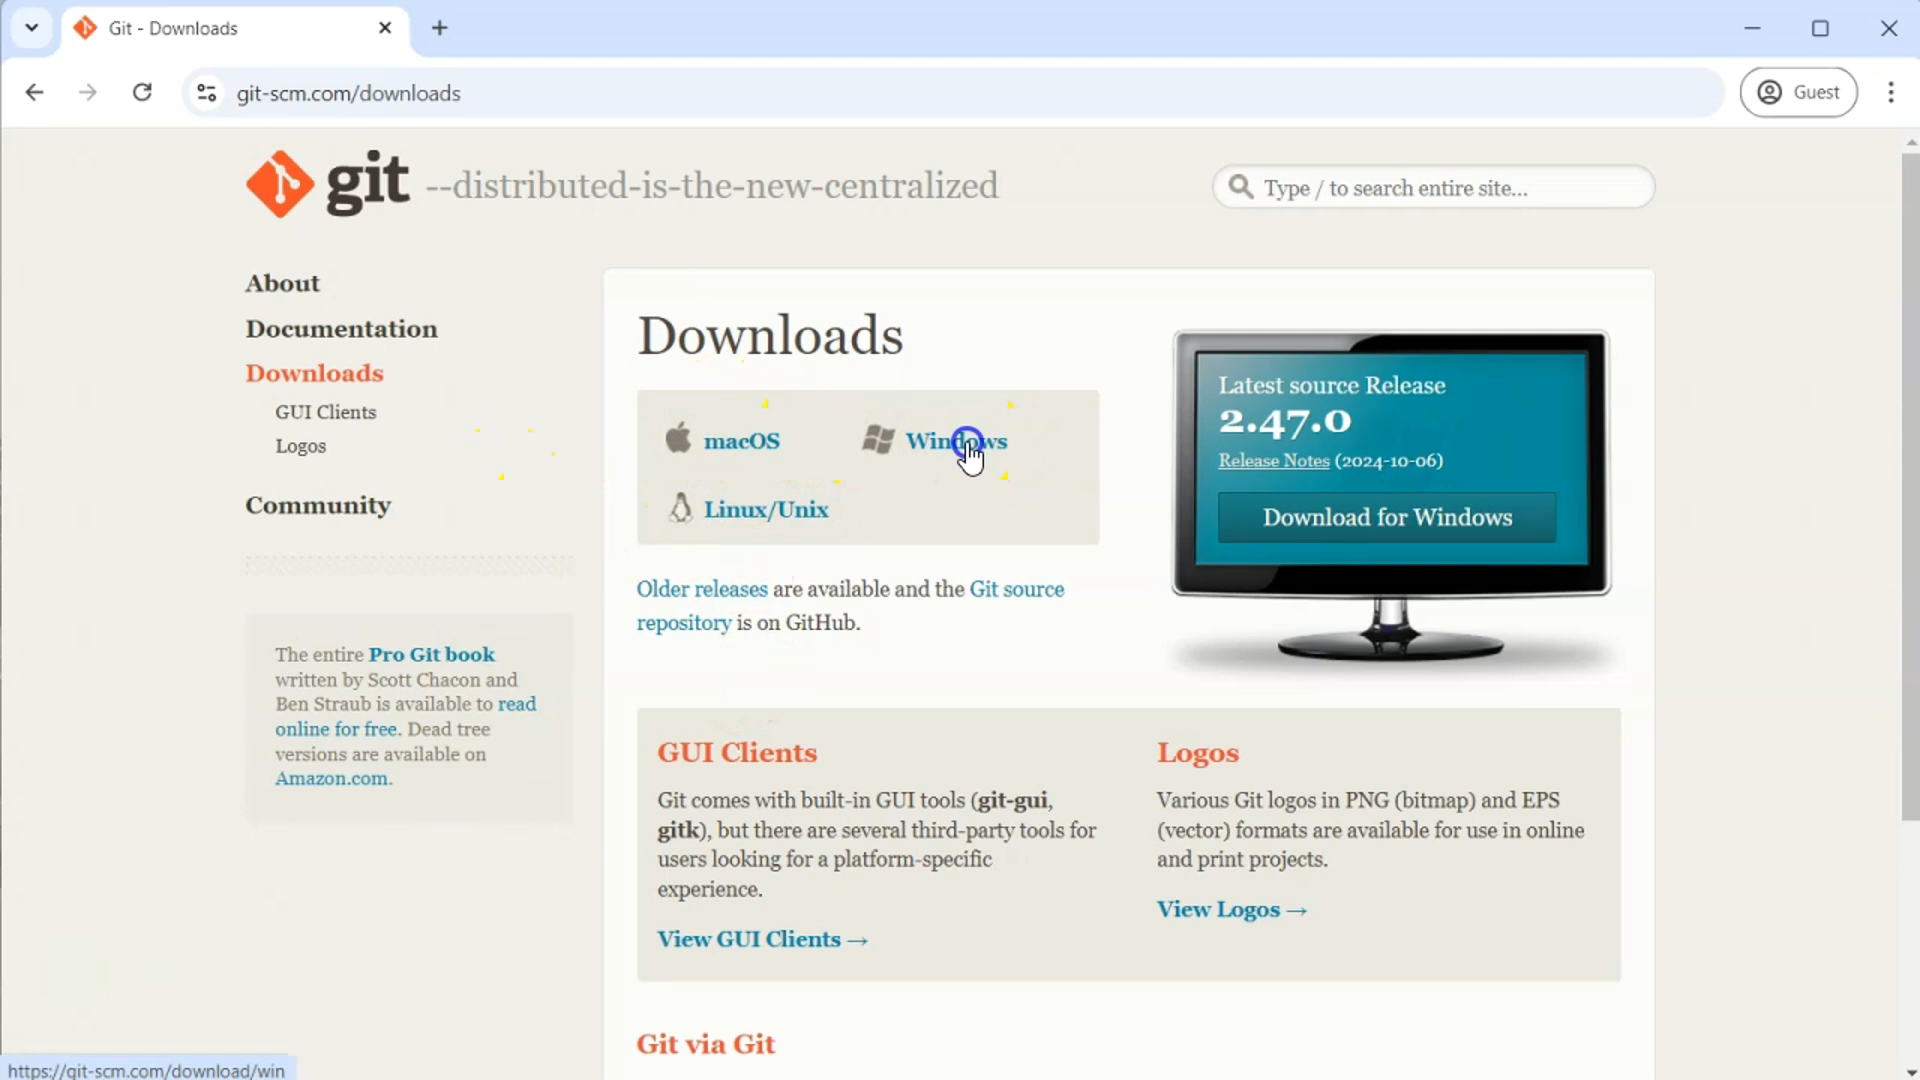 Git - Downloads
git-scm.com/downloads
Guest
git --distributed-is-the-new-centralized
Type / to search entire site...
About
Documentation
Downloads
GUI Clients
Logos
Community
The entire Pro Git book
written by Scott Chacon and
Ben Straub is available to read
online for free. Dead tree
versions are available on
Amazon.com.
Downloads
macOS
Windows
Linux/Unix
Older releases are available and the Git source
repository is on GitHub.
Latest source Release
2.47.0
Release Notes (2024-10-06)
Download for Windows
GUI Clients
Git comes with built-in GUI tools (git-gui,
gitk), but there are several third-party tools for
users looking for a platform-specific
experience.
View GUI Clients →
Logos
Various Git logos in PNG (bitmap) and EPS
(vector) formats are available for use in online
and print projects.
View Logos →
Git via Git
https://git-scm.com/download/win